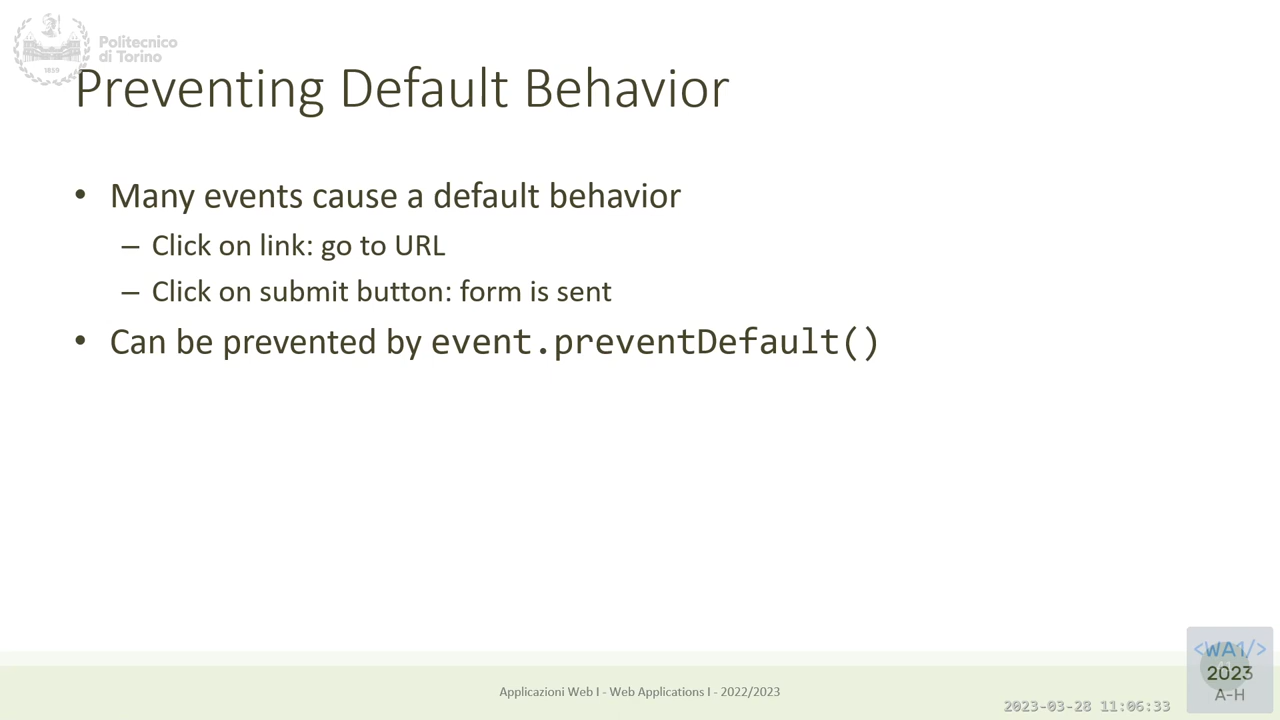 Politecnico
di Torino
1859
Preventing Default Behavior
• Many events cause a default behavior
– Click on link: go to URL
– Click on submit button: form is sent
• Can be prevented by event.preventDefault()
Applicazioni Web I - Web Applications I - 2022/2023
2023-03-28 11:06:33
<WA1/>
2023
A-H